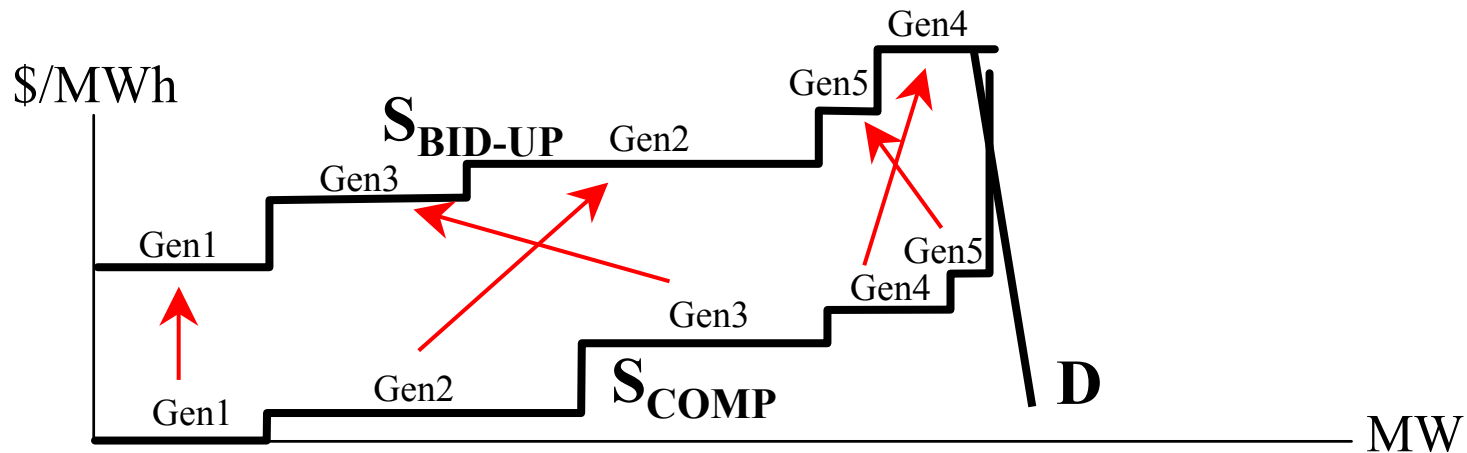 Gen4
$/MWh
Gen5
S_BID-UP
Gen2
Gen3
Gen1
Gen5
Gen4
Gen3
Gen2
S_COMP
D
Gen1
MW